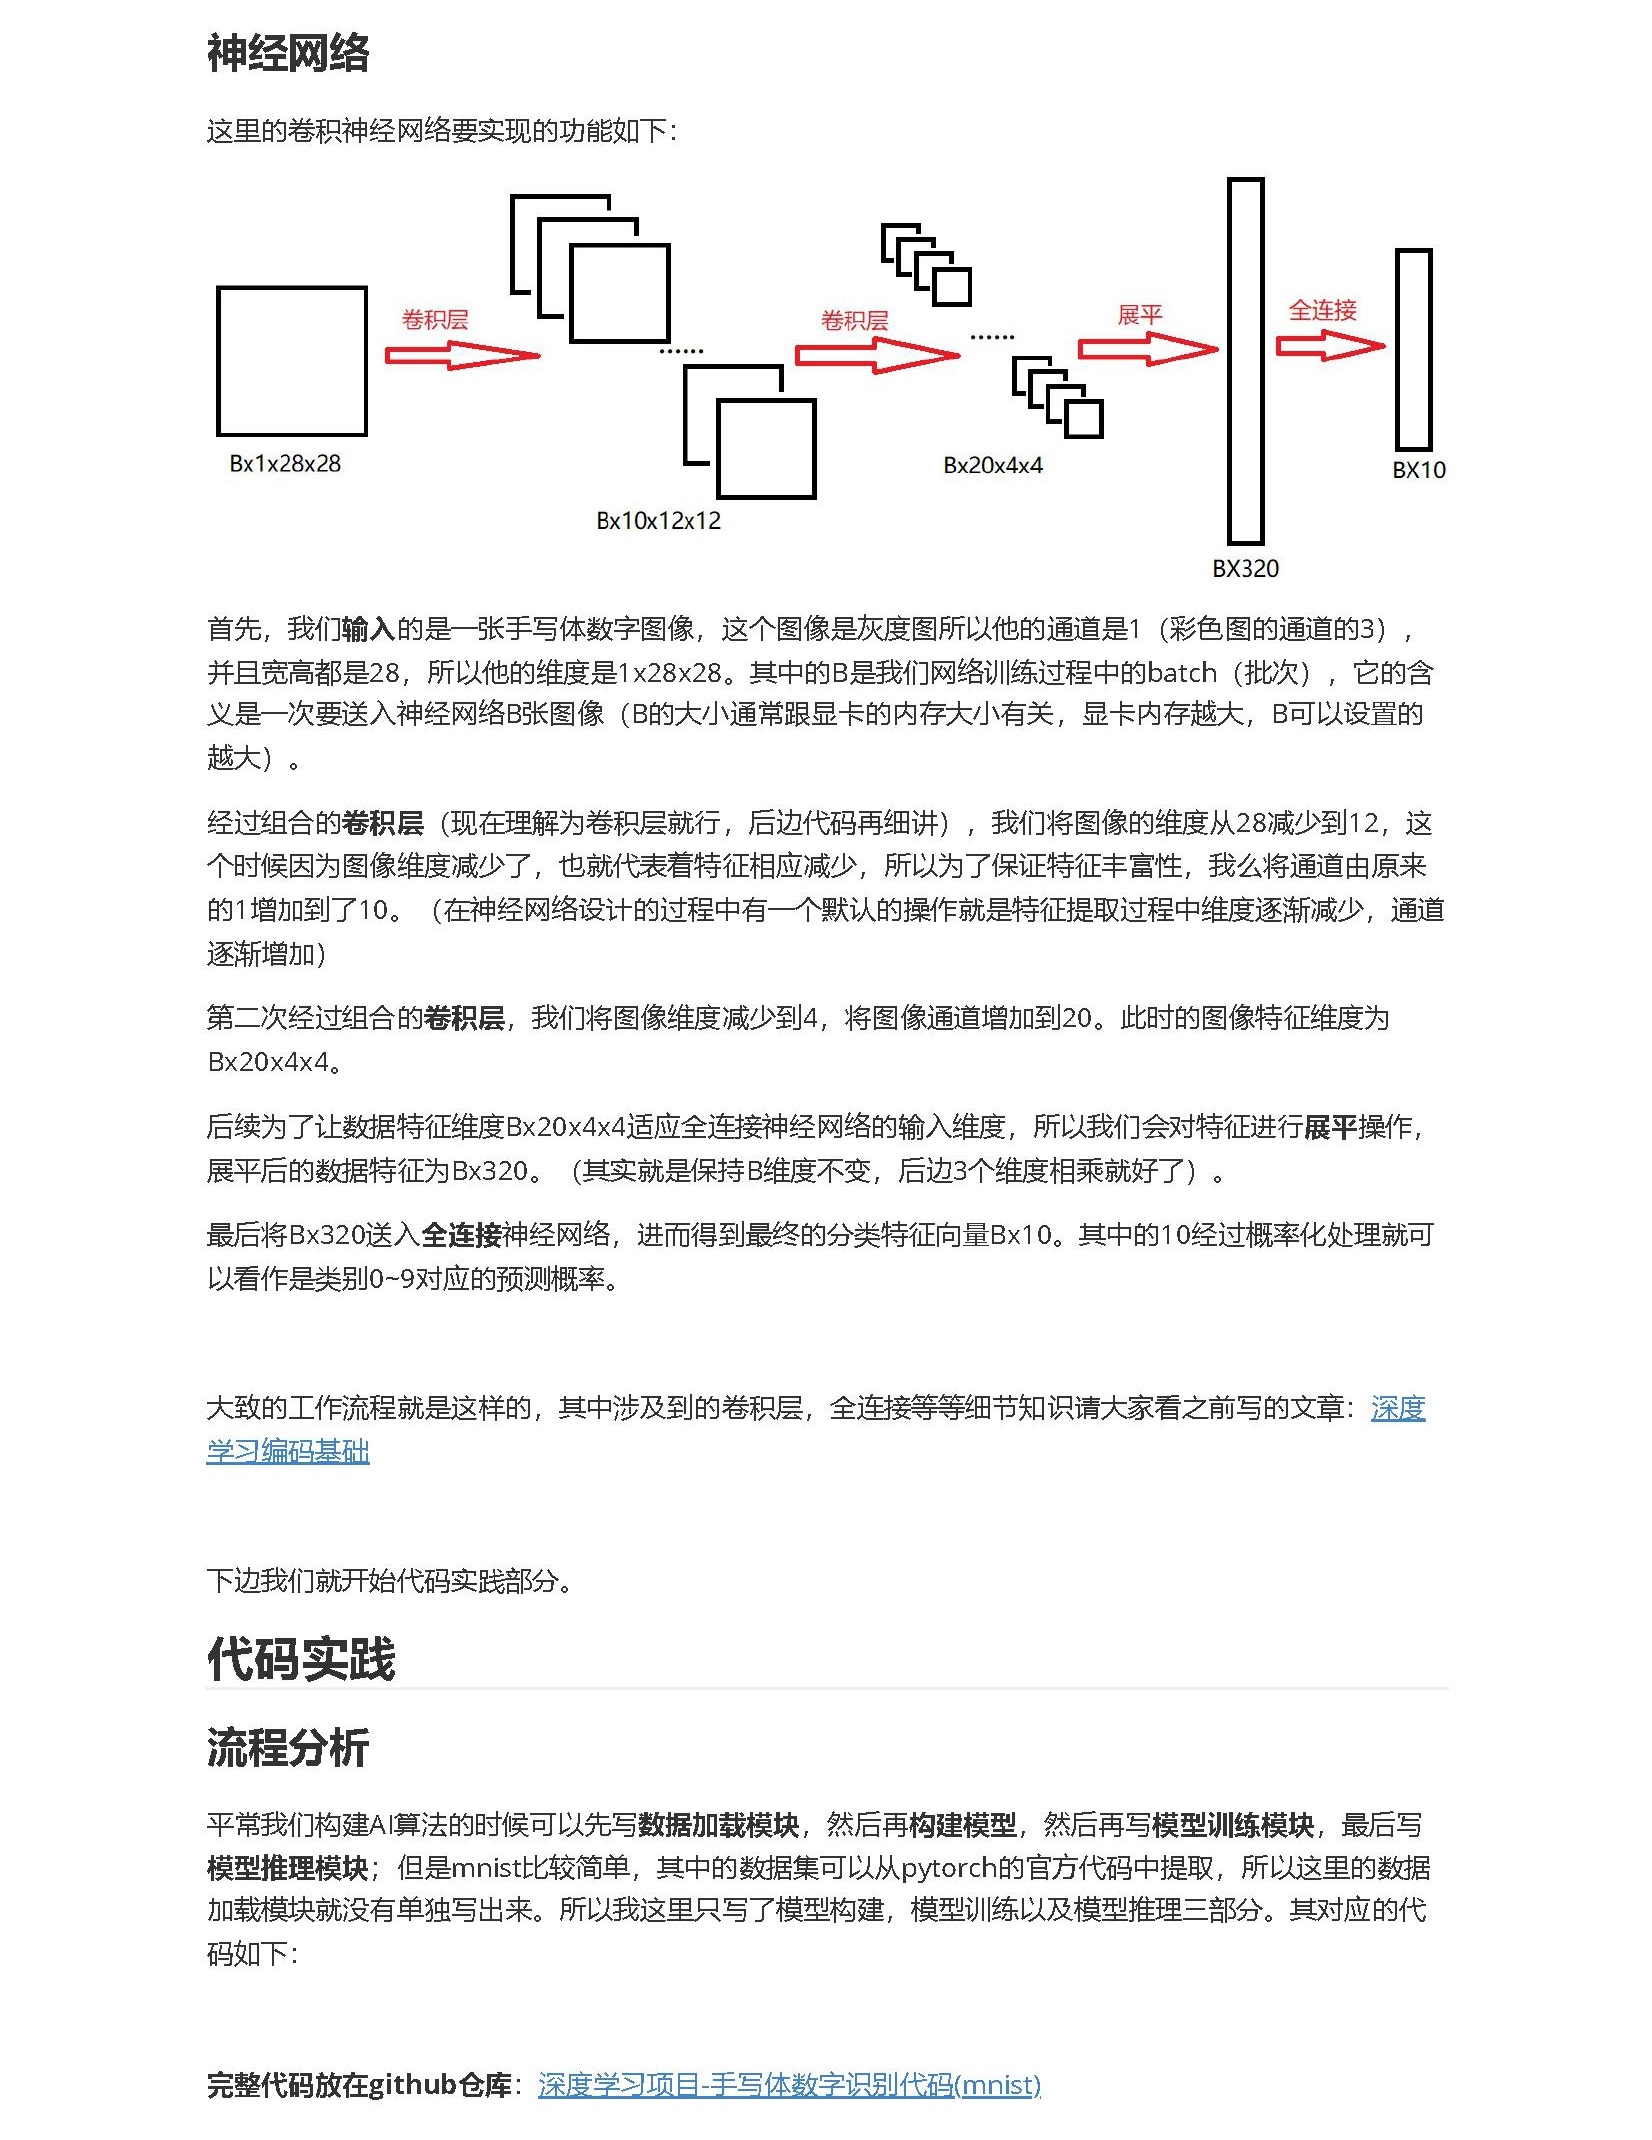 神经网络
这里的卷积神经网络要实现的功能如下：
卷积层
卷积层
展平
全连接
Bx1x28x28
Bx10x12x12
Bx20x4x4
BX320
BX10
首先，我们输入的是一张手写体数字图像，这个图像是灰度图所以他的通道是1（彩色图的通道的3），
并且宽高都是28，所以他的维度是1x28x28。其中的B是我们网络训练过程中的batch（批次），它的含
义是一次要送入神经网络B张图像（B的大小通常跟显卡的内存大小有关，显卡内存越大，B可以设置的
越大）。
经过组合的卷积层（现在理解为卷积层就行，后边代码再细讲），我们将图像的维度从28减少到12，这
个时候因为图像维度减少了，也就代表着特征相应减少，所以为了保证特征丰富性，我么将通道由原来
的1增加到了10。（在神经网络设计的过程中有一个默认的操作就是特征提取过程中维度逐渐减少，通道
逐渐增加）
第二次经过组合的卷积层，我们将图像维度减少到4，将图像通道增加到20。此时的图像特征维度为
Bx20x4x4。
后续为了让数据特征维度Bx20x4x4适应全连接神经网络的输入维度，所以我们会对特征进行展平操作，
展平后的数据特征为Bx320。（其实就是保持B维度不变，后边3个维度相乘就好了）。
最后将Bx320送入全连接神经网络，进而得到最终的分类特征向量Bx10。其中的10经过概率化处理就可
以看作是类别0~9对应的预测概率。
大致的工作流程就是这样的，其中涉及到的卷积层，全连接等等细节知识请大家看之前写的文章：深度
学习编码基础
下边我们就开始代码实践部分。
代码实践
流程分析
平常我们构建AI算法的时候可以先写数据加载模块，然后再构建模型，然后再写模型训练模块，最后写
模型推理模块；但是mnist比较简单，其中的数据集可以从pytorch的官方代码中提取，所以这里的数据
加载模块就没有单独写出来。所以我这里只写了模型构建，模型训练以及模型推理三部分。其对应的代
码如下：
完整代码放在github仓库：深度学习项目-手写体数字识别代码(mnist)